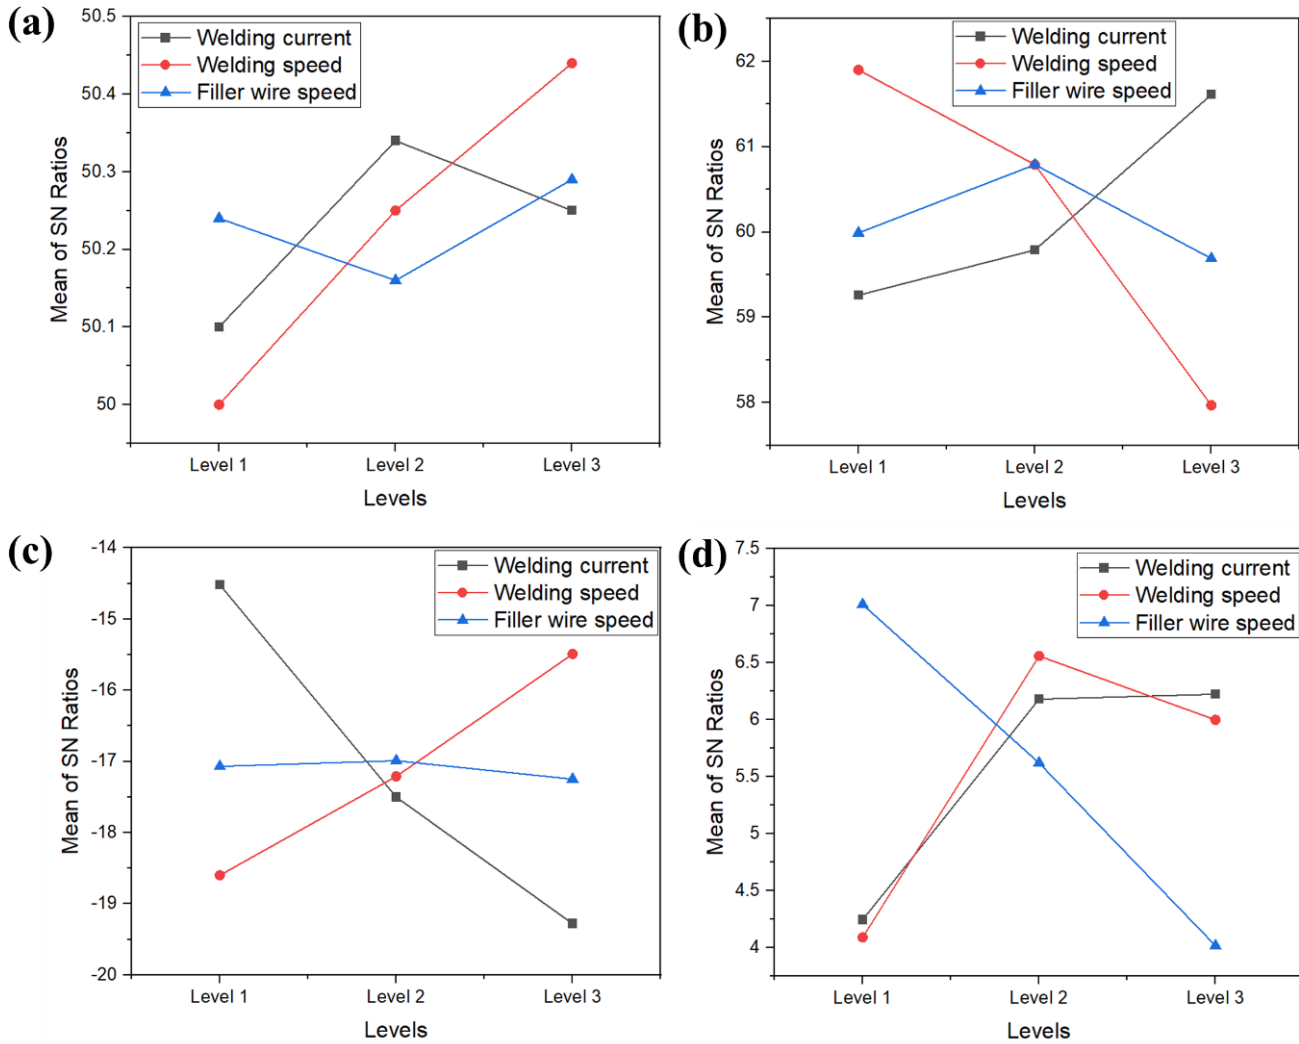 (a)
Welding current
Welding speed
Filler wire speed
Mean of SN Ratios
50.5
50.4
50.3
50.2
50.1
50
Level 1
Level 2
Level 3
Levels
(b)
Welding current
Welding speed
Filler wire speed
Mean of SN Ratios
62
61
60
59
58
Level 1
Level 2
Level 3
Levels
(c)
Welding current
Welding speed
Filler wire speed
Mean of SN Ratios
-14
-15
-16
-17
-18
-19
-20
Level 1
Level 2
Level 3
Levels
(d)
Welding current
Welding speed
Filler wire speed
Mean of SN Ratios
7.5
7
6.5
6
5.5
5
4.5
4
Level 1
Level 2
Level 3
Levels